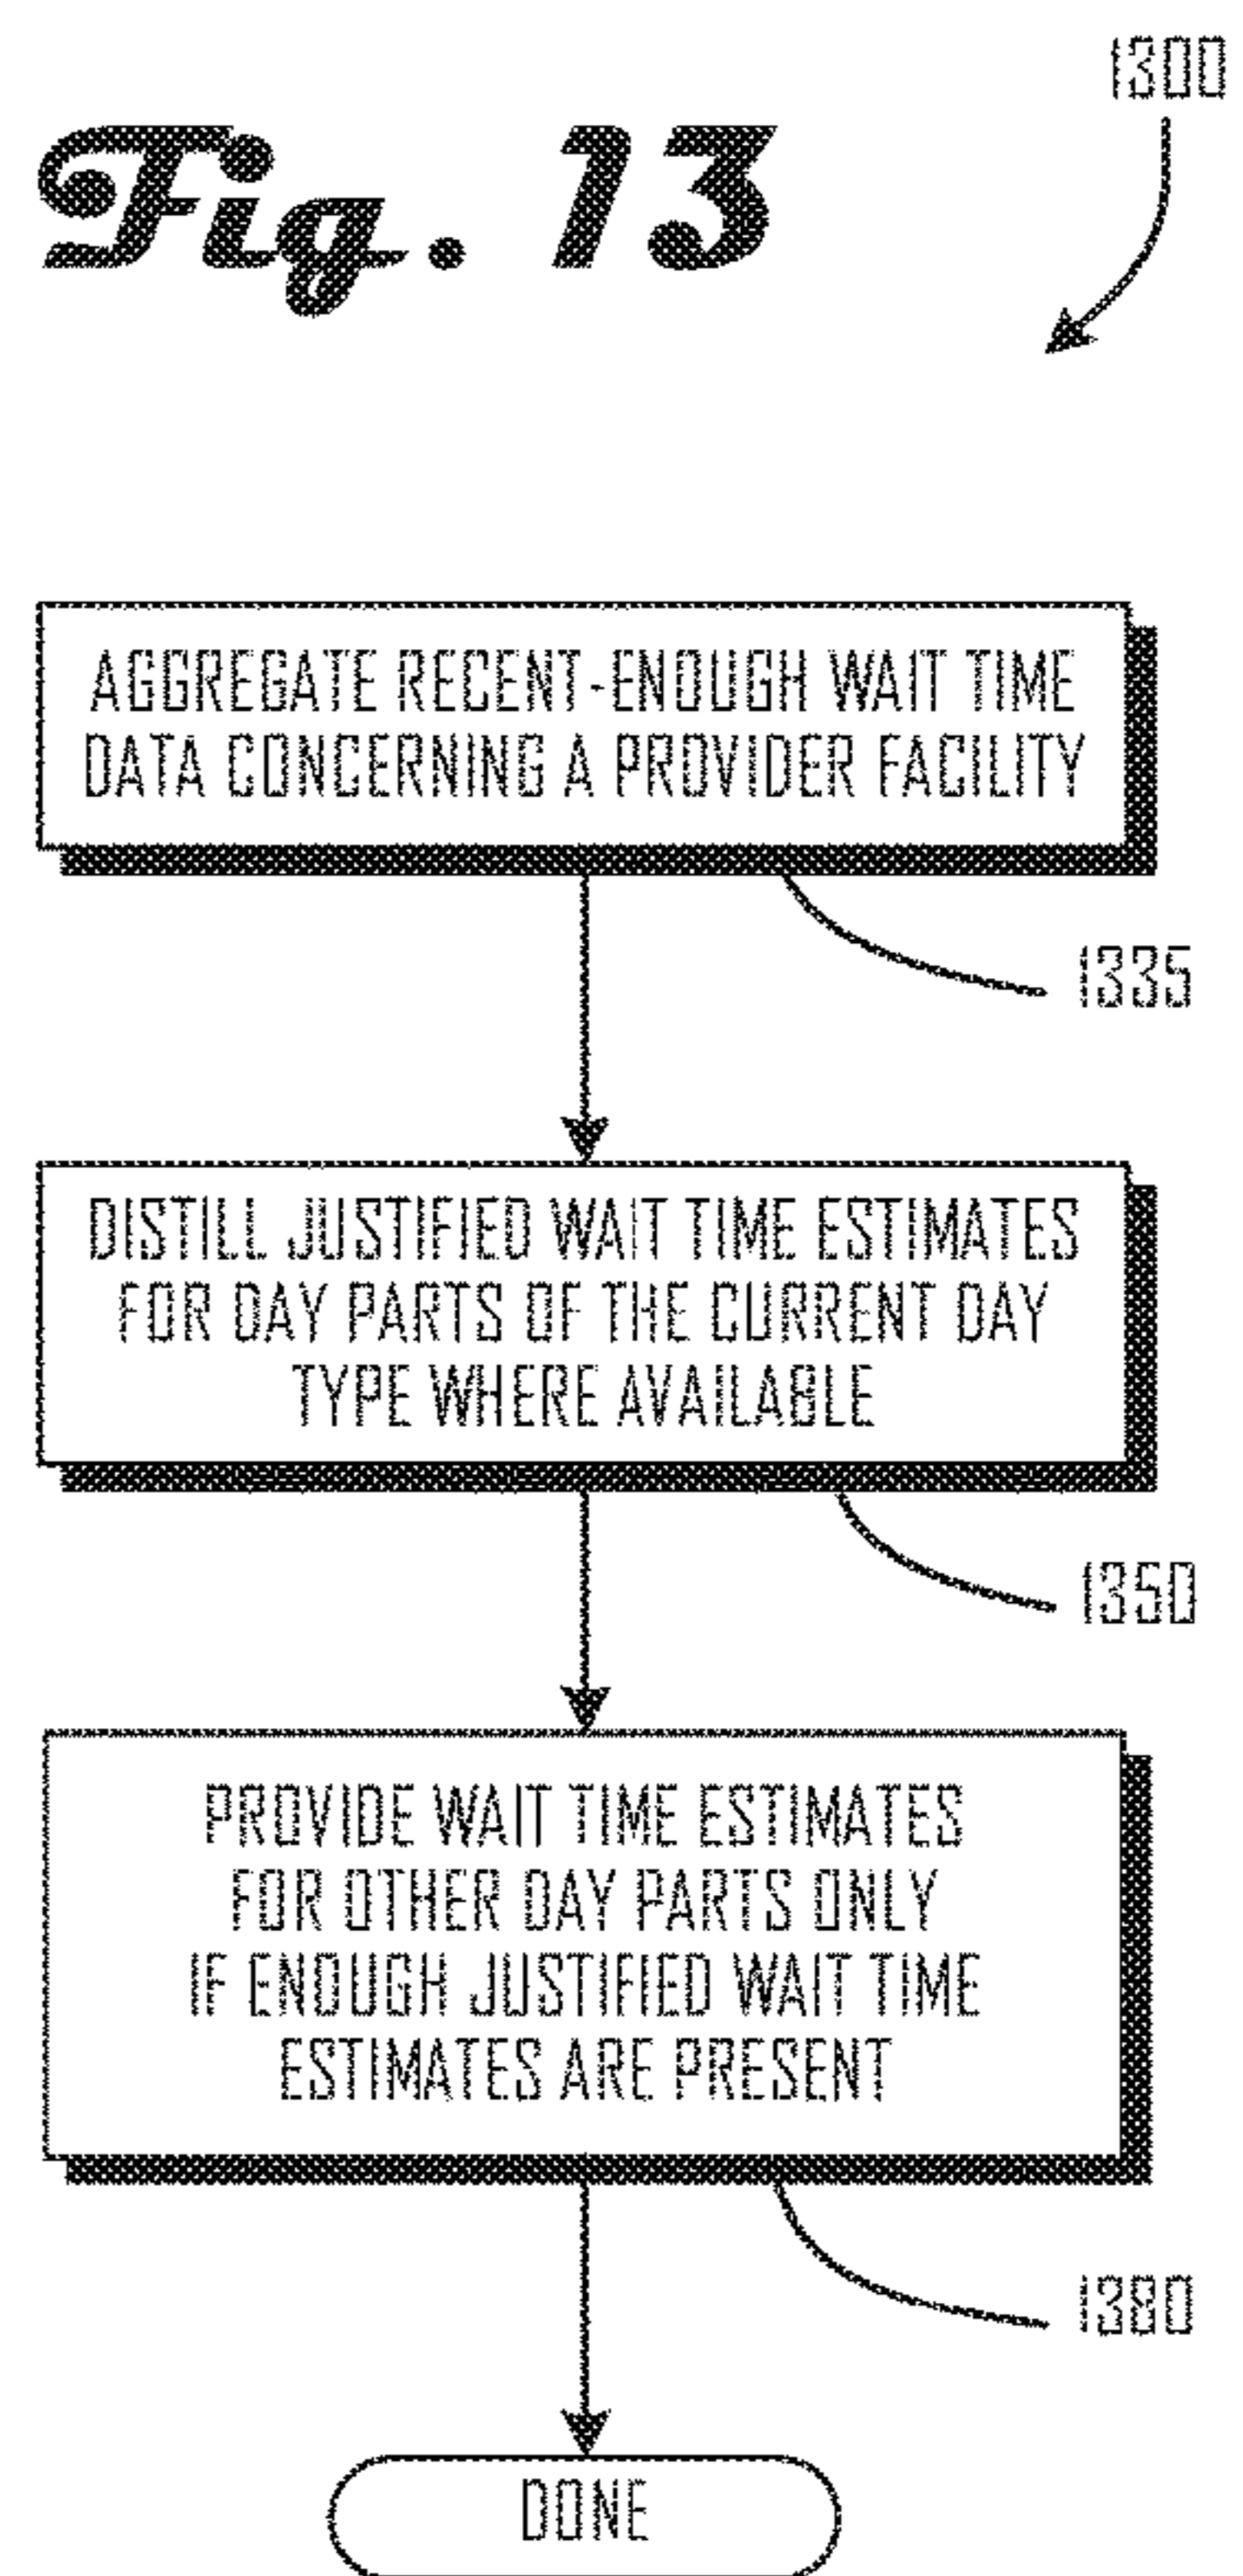 1300
Fig. 13
AGGREGATE RECENT-ENOUGH WAIT TIME
DATA CONCERNING A PROVIDER FACILITY
1335
DISTILL JUSTIFIED WAIT TIME ESTIMATES
FOR DAY PARTS OF THE CURRENT DAY
TYPE WHERE AVAILABLE
1350
PROVIDE WAIT TIME ESTIMATES
FOR OTHER DAY PARTS ONLY
IF ENOUGH JUSTIFIED WAIT TIME
ESTIMATES ARE PRESENT
1380
DONE